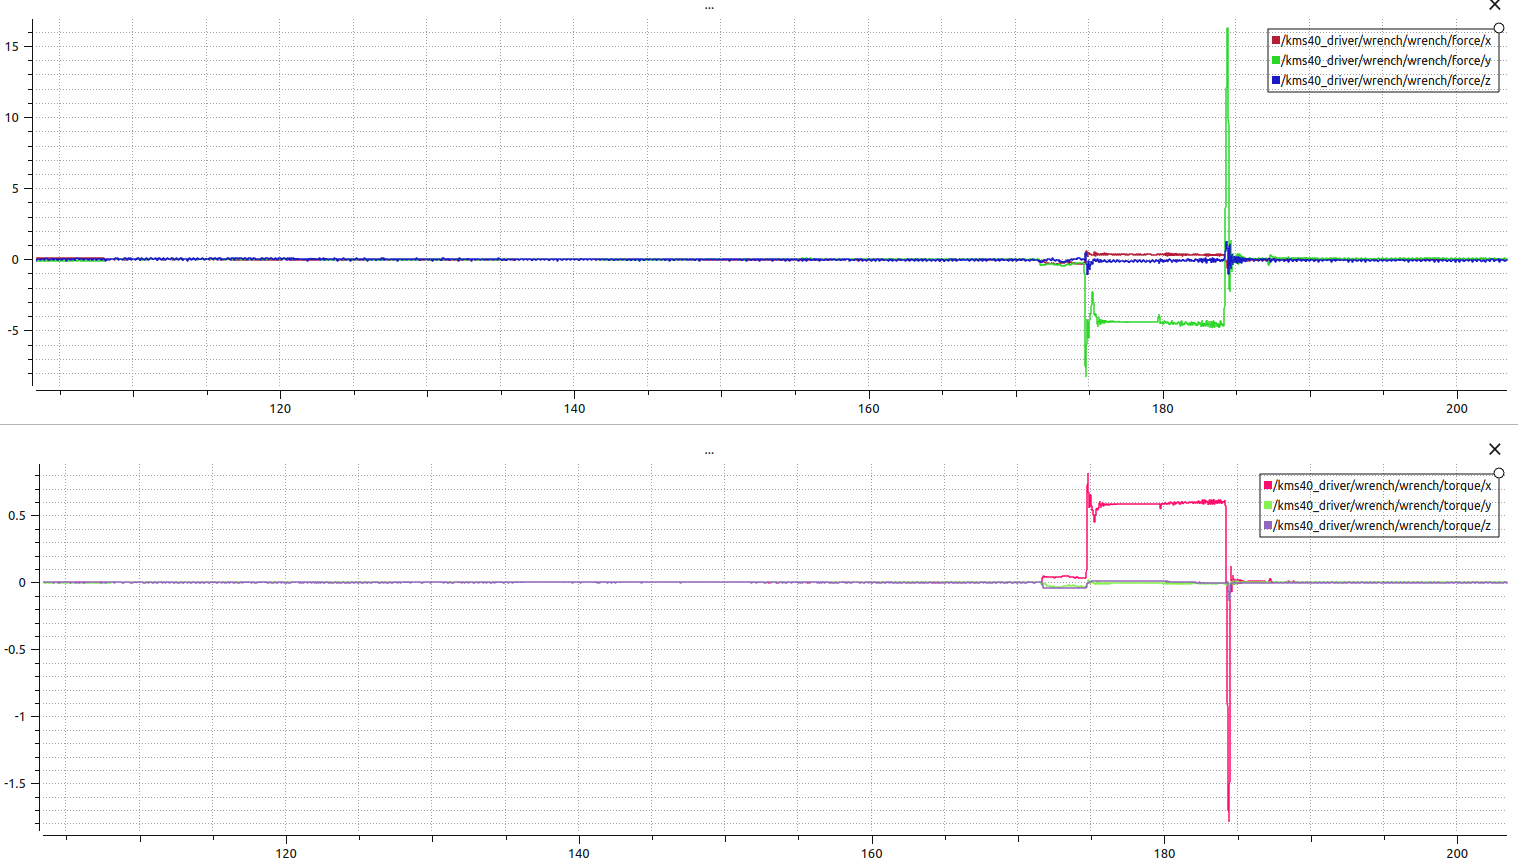 ...
15
10
5
0
-5
120 140 160 180 200
/kms40_driver/wrench/wrench/force/x
/kms40_driver/wrench/wrench/force/y
/kms40_driver/wrench/wrench/force/z
...
0.5
0
-0.5
-1
-1.5
120 140 160 180 200
/kms40_driver/wrench/wrench/torque/x
/kms40_driver/wrench/wrench/torque/y
/kms40_driver/wrench/wrench/torque/z